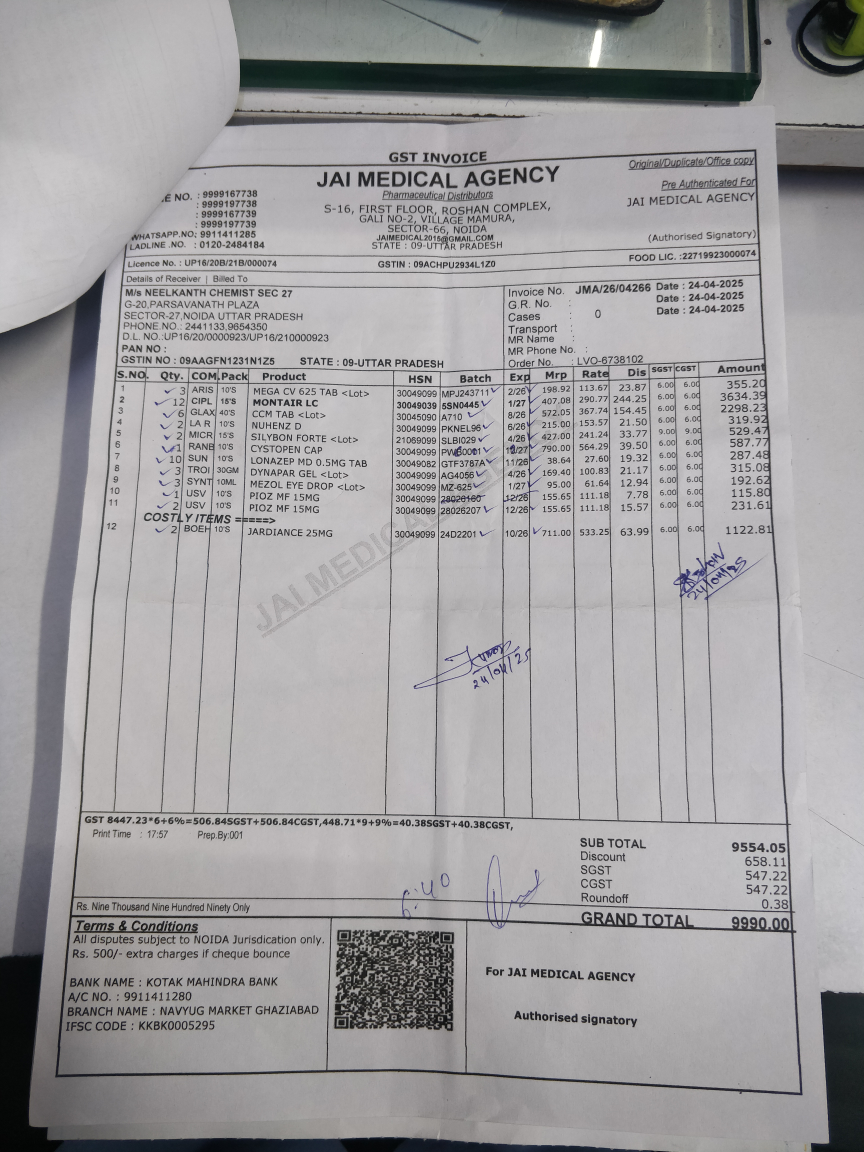 GST INVOICE
Original/Duplicate/Office copy
JAI MEDICAL AGENCY
Pharmaceutical Distributors
S-16, FIRST FLOOR, ROSHAN COMPLEX,
GALI NO-2, VILLAGE MAMURA,
SECTOR-66, NOIDA
JAIMEDICAL2015@GMAIL.COM
STATE : 09-UTTAR PRADESH
Pre Authenticated For
JAI MEDICAL AGENCY
(Authorised Signatory)
E NO. : 9999167738
: 9999197738
: 9999167739
: 9999197739
WHATSAPP.NO: 9911411285
LADLINE .NO. : 0120-2484184
Licence No. : UP16/20B/21B/000074 GSTIN : 09ACHPU2934L1Z0 FOOD LIC. :22719923000074
Details of Receiver | Billed To
M/s NEELKANTH CHEMIST SEC 27
G-20,PARSAVANATH PLAZA
SECTOR-27,NOIDA UTTAR PRADESH
PHONE.NO.: 2441133,9654350
D.L.NO.:UP16/20/0000923/UP16/210000923
PAN NO :
GSTIN NO : 09AAGFN1231N1Z5 STATE : 09-UTTAR PRADESH
Invoice No. JMA/26/04266 Date : 24-04-2025
G.R. No. : Date : 24-04-2025
Cases : 0 Date : 24-04-2025
Transport :
MR Name :
MR Phone No. :
Order No. : LVO-6738102
S.NO. Qty. COM. Pack Product HSN Batch Exp Mrp Rate Dis SGST CGST Amount
1 3 ARIS 10'S MEGA CV 625 TAB <Lot> 30049099 MPJ243711 2/26 198.92 113.67 23.87 6.00 6.00 355.20
2 12 CIPL 15'S MONTAIR LC 30049039 5SN0445 1/27 407.08 290.77 244.25 6.00 6.00 3634.39
3 6 GLAX 40'S CCM TAB <Lot> 30045090 A710 8/26 572.05 367.74 154.45 6.00 6.00 2298.23
4 2 LA R 10'S NUHENZ D 30049099 PKNEL96 6/26 215.00 153.57 21.50 6.00 6.00 319.92
5 2 MICR 15'S SILYBON FORTE <Lot> 21069099 SLBI029 4/26 427.00 241.24 33.77 9.00 9.00 529.47
6 1 RANB 10'S CYSTOPEN CAP 30049099 /27 790.00 564.29 39.50 6.00 6.00 587.77
7 10 SUN 10'S LONAZEP MD 0.5MG TAB 30049082 GTF3787A 11/26 38.64 27.60 19.32 6.00 6.00 287.48
8 3 TROI 30GM DYNAPAR GEL <Lot> 30049099 AG4056 4/26 169.40 100.83 21.17 6.00 6.00 315.08
9 3 SYNT 10ML MEZOL EYE DROP <Lot> 30049099 MZ-625 1/27 95.00 61.64 12.94 6.00 6.00 192.62
10 1 USV 10'S PIOZ MF 15MG 30049099 28026160 12/26 155.65 111.18 7.78 6.00 6.00 115.80
11 2 USV 10'S PIOZ MF 15MG 30049099 28026207 12/26 155.65 111.18 15.57 6.00 6.00 231.61
COSTLY ITEMS =====>
12 2 BOEH 10'S JARDIANCE 25MG 30049099 24D2201 10/26 711.00 533.25 63.99 6.00 6.00 1122.81
JAI MEDICAL AGENCY
24/04/25
24/04/25
GST 8447.23*6+6%=506.84SGST+506.84CGST,448.71*9+9%=40.38SGST+40.38CGST,
Print Time : 17:57 Prep.By:001
6:40
SUB TOTAL 9554.05
Discount 658.11
SGST 547.22
CGST 547.22
Roundoff 0.38
GRAND TOTAL 9990.00
Rs. Nine Thousand Nine Hundred Ninety Only
Terms & Conditions
All disputes subject to NOIDA Jurisdication only.
Rs. 500/- extra charges if cheque bounce
BANK NAME : KOTAK MAHINDRA BANK
A/C NO. : 9911411280
BRANCH NAME : NAVYUG MARKET GHAZIABAD
IFSC CODE : KKBK0005295
For JAI MEDICAL AGENCY
Authorised signatory